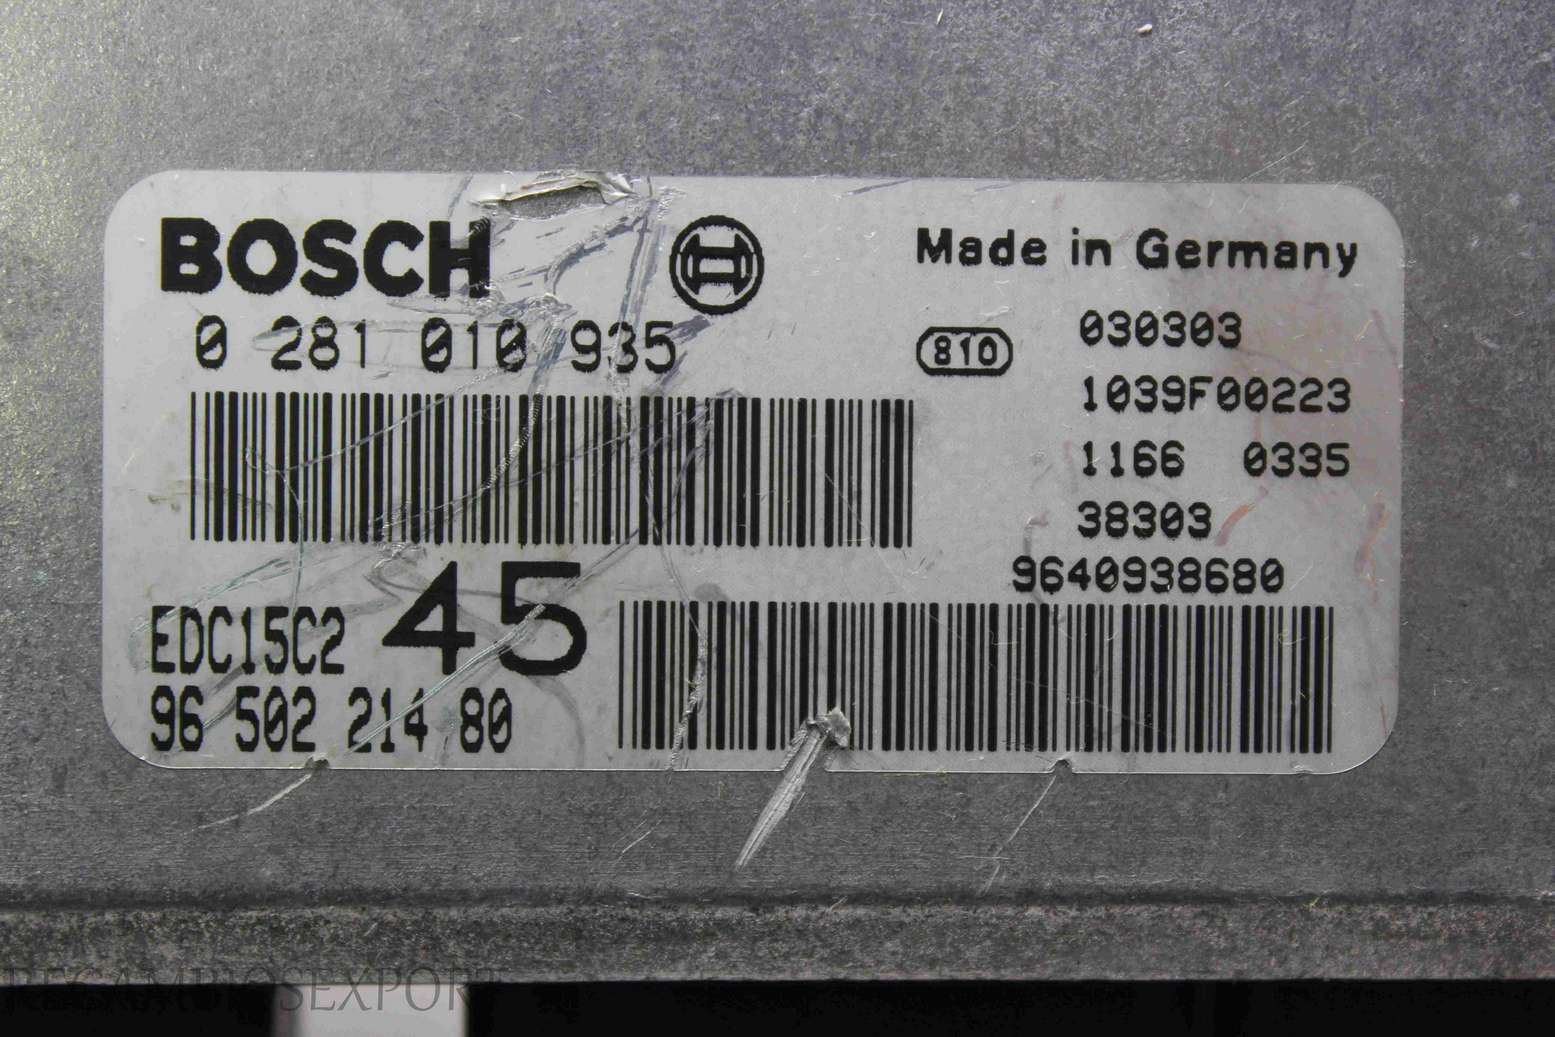 BOSCH
Made in Germany
0 281 010 935
810
030303
1039F00223
1166 0335
38303
9640938680
EDC15C2
45
96 502 214 80
RECAMBIOSEXPORT